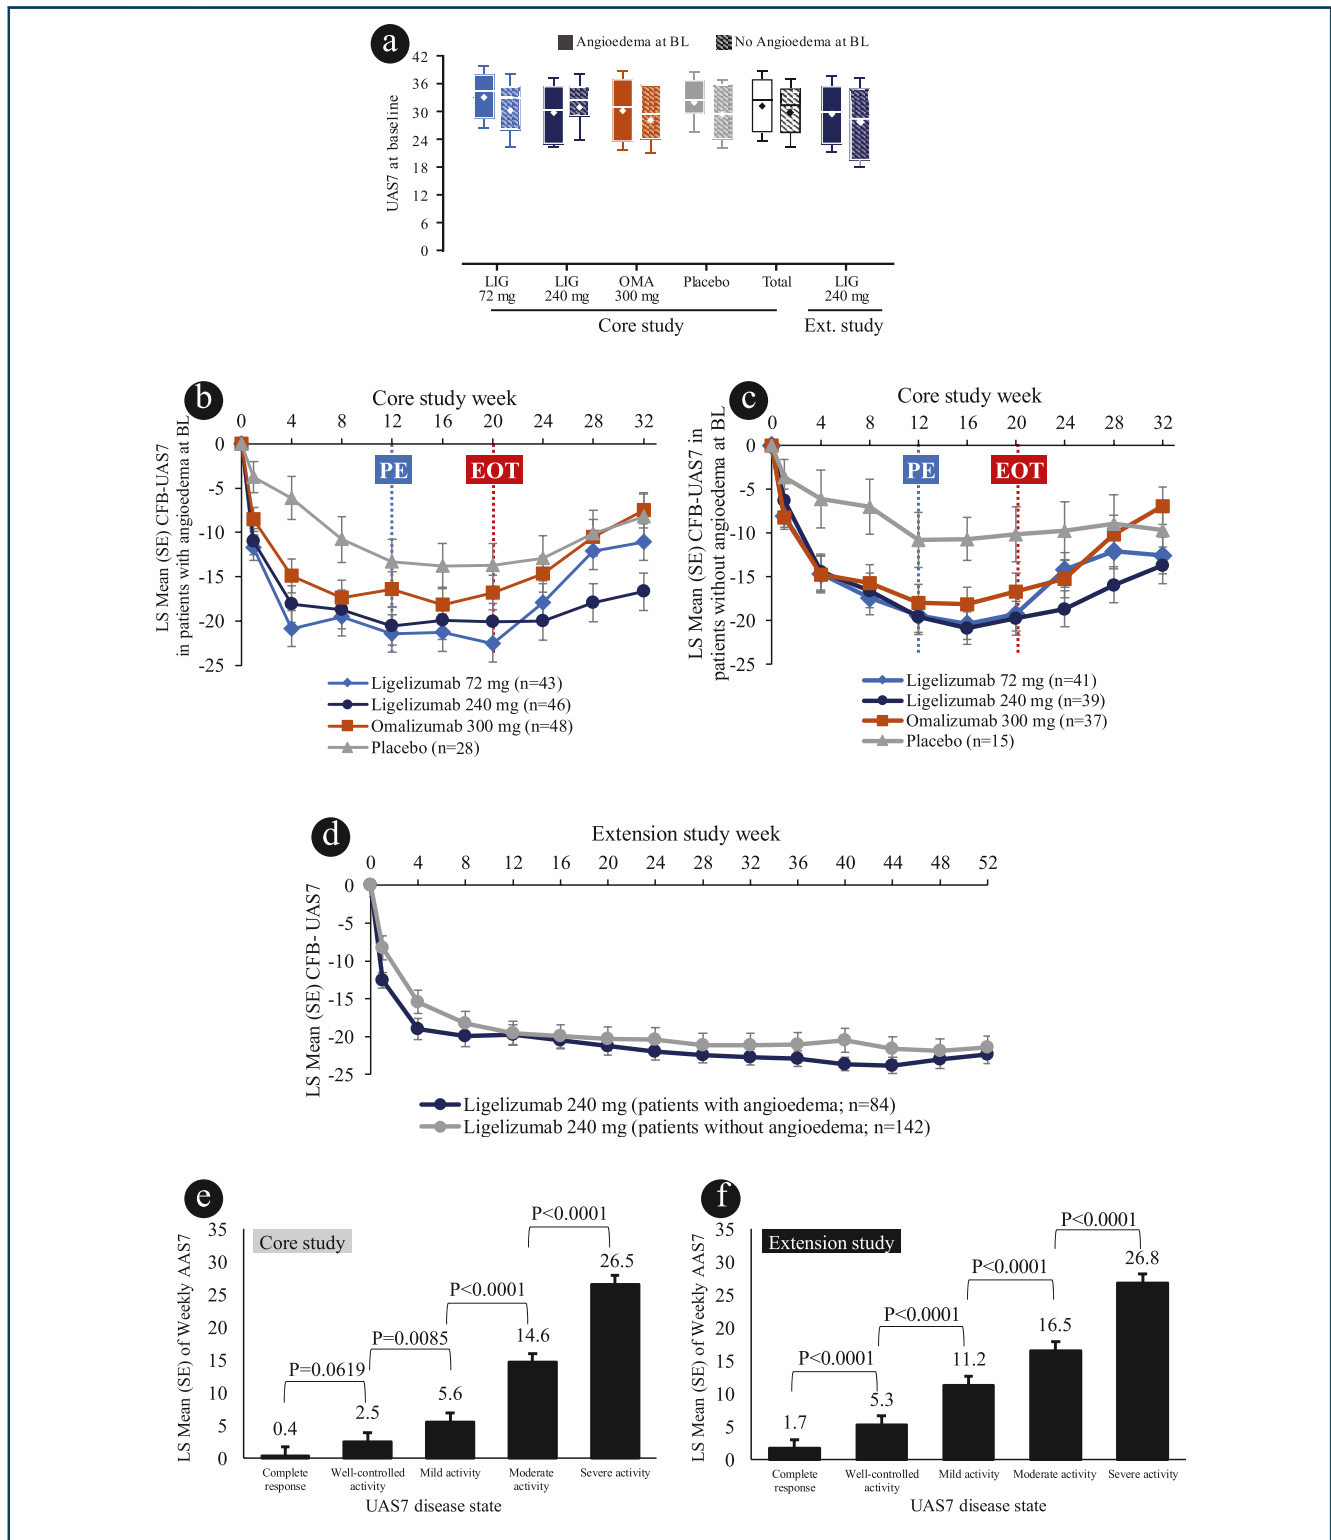 a
Angioedema at BL
No Angioedema at BL
UAS7 at baseline
42
36
30
24
18
12
6
0
LIG
72 mg
LIG
240 mg
OMA
300 mg
Placebo
Total
LIG
240 mg
Core study
Ext. study
b
Core study week
0 4 8 12 16 20 24 28 32
LS Mean (SE) CFB-UAS7
in patients with angioedema at BL
0
-5
-10
-15
-20
-25
PE
EOT
Ligelizumab 72 mg (n=43)
Ligelizumab 240 mg (n=46)
Omalizumab 300 mg (n=48)
Placebo (n=28)
c
Core study week
0 4 8 12 16 20 24 28 32
LS Mean (SE) CFB-UAS7 in
patients without angioedema at BL
0
-5
-10
-15
-20
-25
PE
EOT
Ligelizumab 72 mg (n=41)
Ligelizumab 240 mg (n=39)
Omalizumab 300 mg (n=37)
Placebo (n=15)
d
Extension study week
0 4 8 12 16 20 24 28 32 36 40 44 48 52
LS Mean (SE) CFB- UAS7
0
-5
-10
-15
-20
-25
Ligelizumab 240 mg (patients with angioedema; n=84)
Ligelizumab 240 mg (patients without angioedema; n=142)
e
Core study
LS Mean (SE) of Weekly AAS7
35
30
25
20
15
10
5
0
P=0.0619
P=0.0085
P<0.0001
P<0.0001
0.4
2.5
5.6
14.6
26.5
Complete
response
Well-controlled
activity
Mild activity
Moderate
activity
Severe activity
UAS7 disease state
f
Extension study
LS Mean (SE) of Weekly AAS7
35
30
25
20
15
10
5
0
P<0.0001
P<0.0001
P<0.0001
P<0.0001
1.7
5.3
11.2
16.5
26.8
Complete
response
Well-controlled
activity
Mild activity
Moderate activity
Severe activity
UAS7 disease state